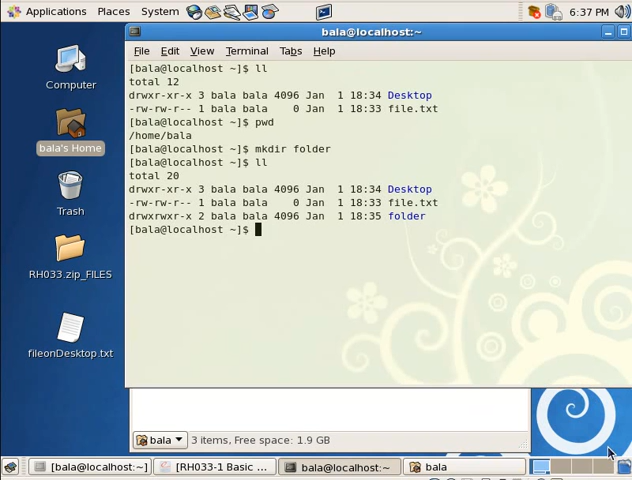 Applications Places System
6:37 PM
bala@localhost:~
File Edit View Terminal Tabs Help
[bala@localhost ~]$ ll
total 12
drwxr-xr-x 3 bala bala 4096 Jan  1 18:34 Desktop
-rw-rw-r-- 1 bala bala    0 Jan  1 18:33 file.txt
[bala@localhost ~]$ pwd
/home/bala
[bala@localhost ~]$ mkdir folder
[bala@localhost ~]$ ll
total 20
drwxr-xr-x 3 bala bala 4096 Jan  1 18:34 Desktop
-rw-rw-r-- 1 bala bala    0 Jan  1 18:33 file.txt
drwxrwxr-x 2 bala bala 4096 Jan  1 18:35 folder
[bala@localhost ~]$
Computer
bala's Home
Trash
RH033.zip_FILES
fileonDesktop.txt
bala
3 items, Free space: 1.9 GB
[bala@localhost:~]
[RH033-1 Basic ...
bala@localhost:~
bala